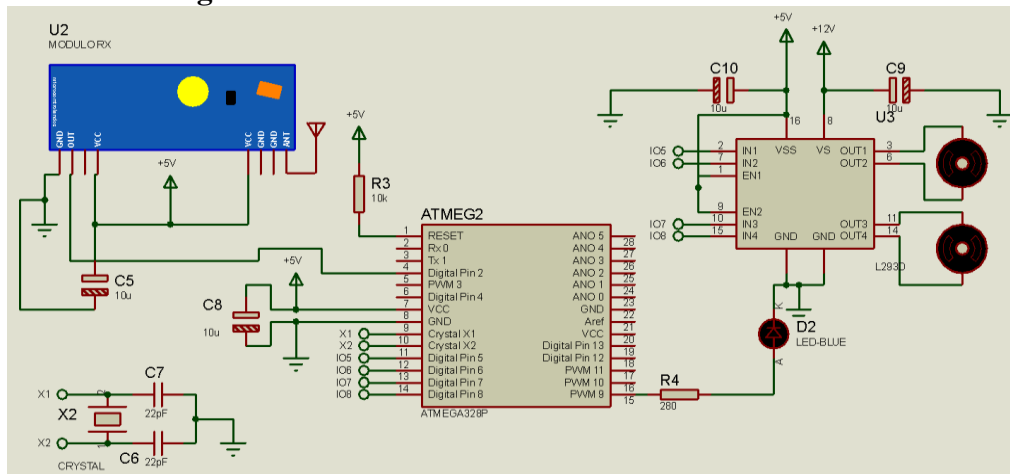 U2
MODULO RX
GND
OUT
VCC
VCC
GND
GND
ANT
+5V
C5
10u
+5V
R3
10k
+5V
C8
10u
X1
X2
X2
C7
22pF
C6
22pF
CRYSTAL
ATMEG2
1 RESET
2 Rx 0
3 Tx 1
4 Digital Pin 2
5 PWM 3
6 Digital Pin 4
7 VCC
8 GND
X1 9 Crystal X1
X2 10 Crystal X2
IO5 11 Digital Pin 5
IO6 12 Digital Pin 6
IO7 13 Digital Pin 7
IO8 14 Digital Pin 8
ANO 5 28
ANO 4 27
ANO 3 26
ANO 2 25
ANO 1 24
ANO 0 23
GND 22
Aref 21
VCC 20
Digital Pin 13 19
Digital Pin 12 18
PWM 11 17
PWM 10 16
PWM 9 15
ATMEGA328P
R4
280
D2
LED-BLUE
K
A
+5V
+12V
C10
10u
C9
10u
U3
16
8
VSS
VS
IO5 2 IN1
IO6 7 IN2
1 EN1
9 EN2
IO7 10 IN3
IO8 15 IN4
OUT1 3
OUT2 6
OUT3 11
OUT4 14
GND
GND
L293D